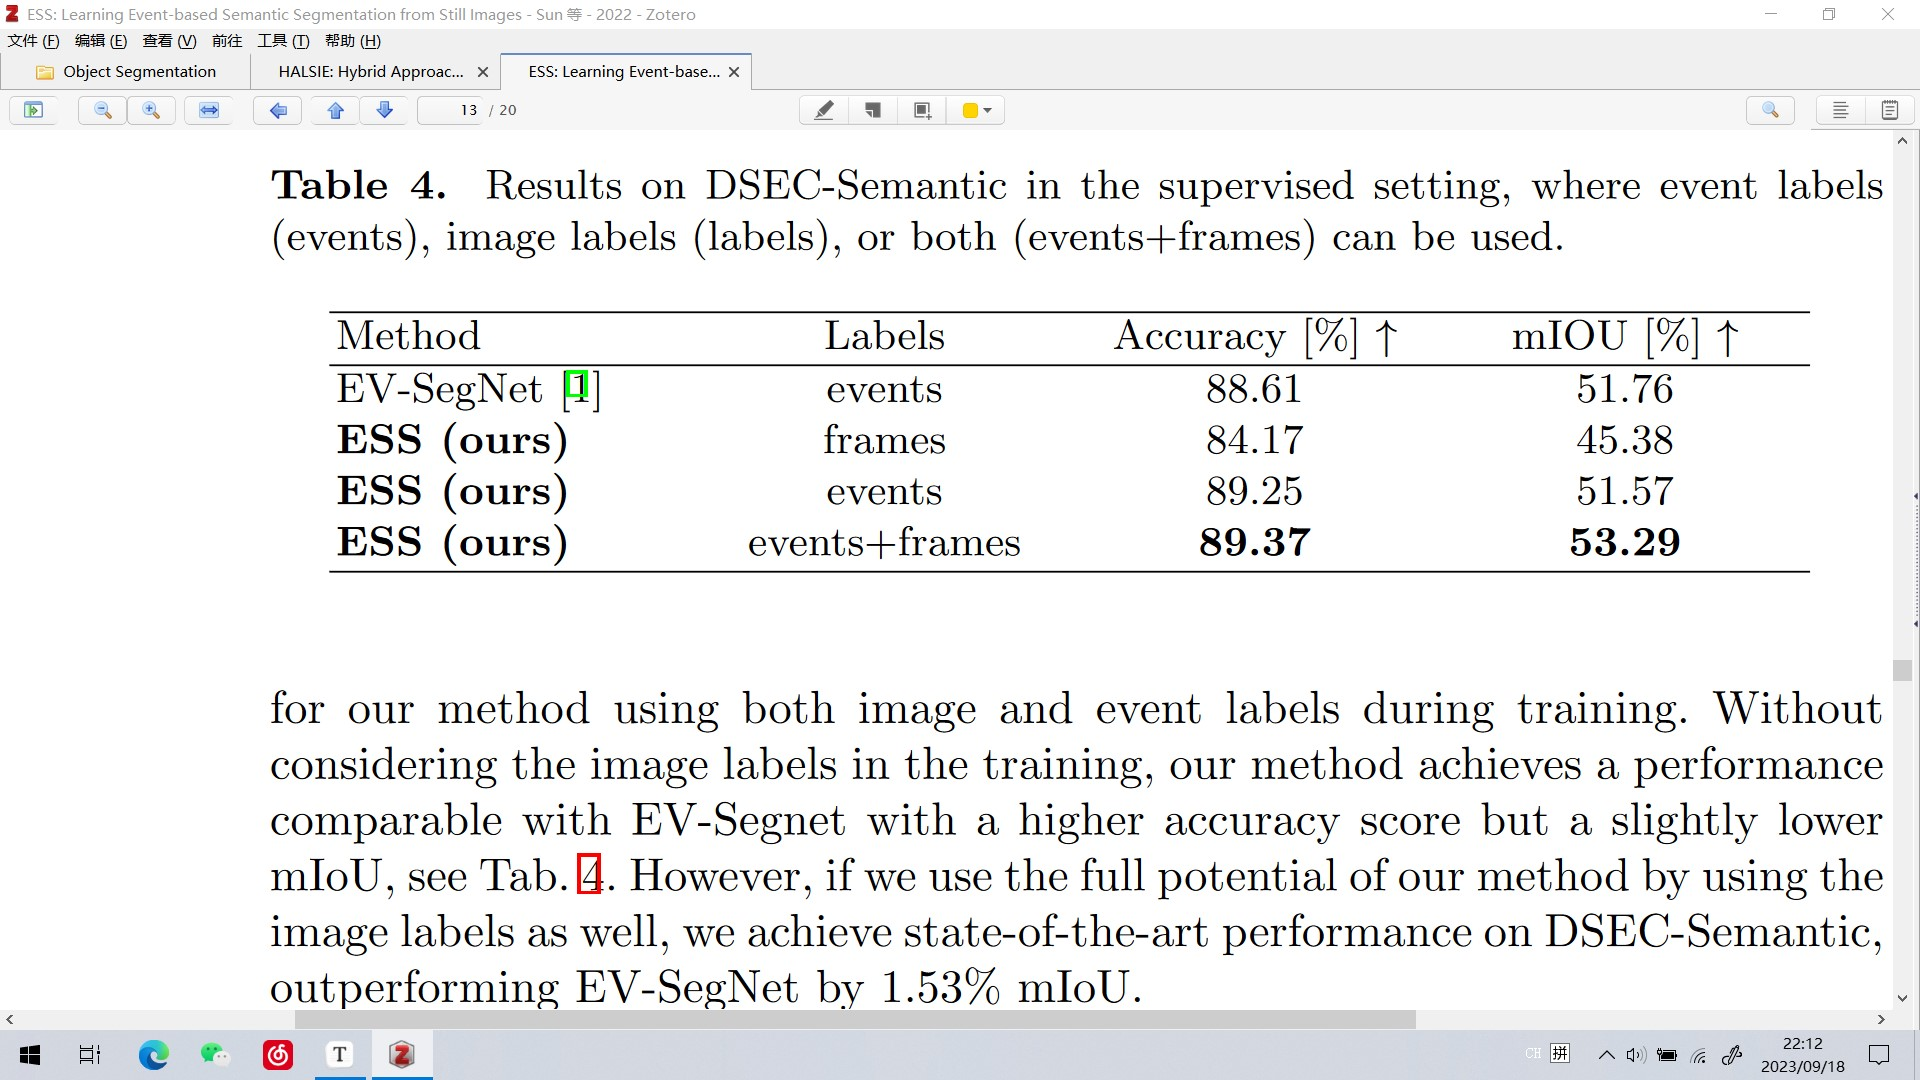 ESS: Learning Event-based Semantic Segmentation from Still Images - Sun 等 - 2022 - Zotero
文件 (F) 编辑 (E) 查看 (V) 前往 工具 (T) 帮助 (H)
Object Segmentation HALSIE: Hybrid Approac... ESS: Learning Event-base...
13 / 20
Table 4. Results on DSEC-Semantic in the supervised setting, where event labels
(events), image labels (labels), or both (events+frames) can be used.
Method Labels Accuracy [%] ↑ mIOU [%] ↑
EV-SegNet [1] events 88.61 51.76
ESS (ours) frames 84.17 45.38
ESS (ours) events 89.25 51.57
ESS (ours) events+frames 89.37 53.29
for our method using both image and event labels during training. Without
considering the image labels in the training, our method achieves a performance
comparable with EV-Segnet with a higher accuracy score but a slightly lower
mIoU, see Tab. 4. However, if we use the full potential of our method by using the
image labels as well, we achieve state-of-the-art performance on DSEC-Semantic,
outperforming EV-SegNet by 1.53% mIoU.
T Z CH 拼 22:12
2023/09/18